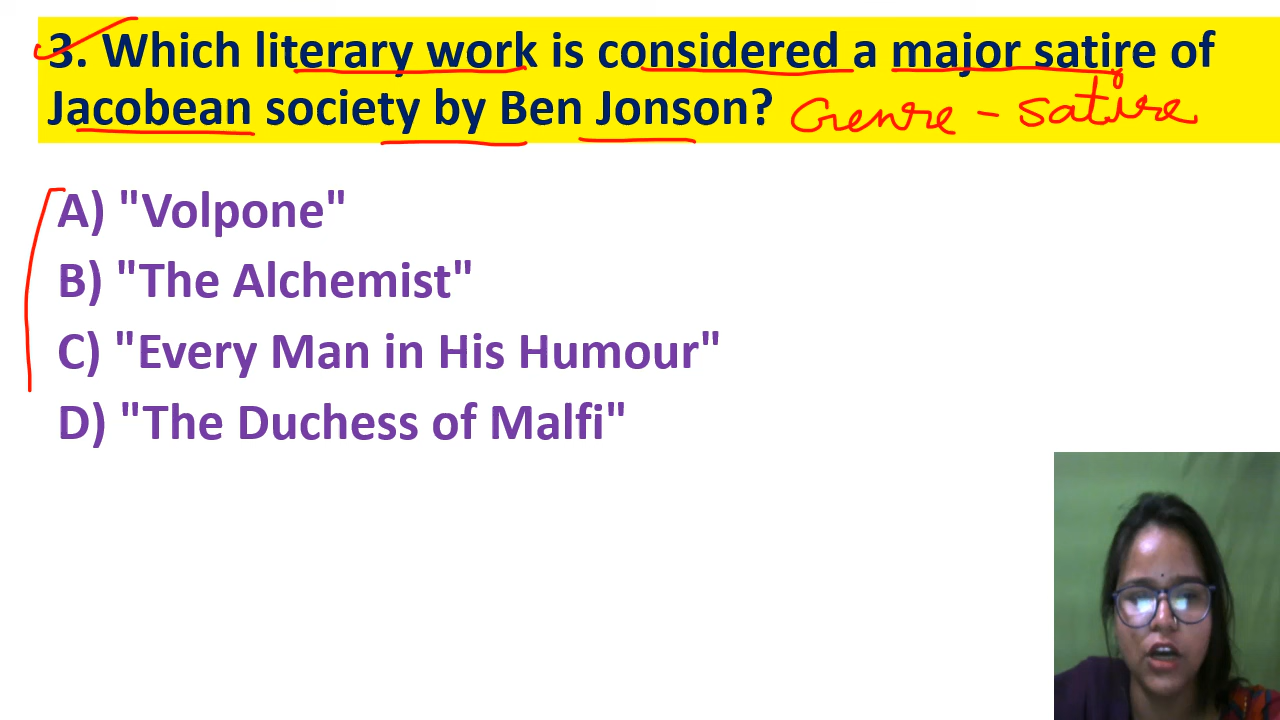 3. Which literary work is considered a major satire of
Jacobean society by Ben Jonson? Genre - Satire
A) "Volpone"
B) "The Alchemist"
C) "Every Man in His Humour"
D) "The Duchess of Malfi"